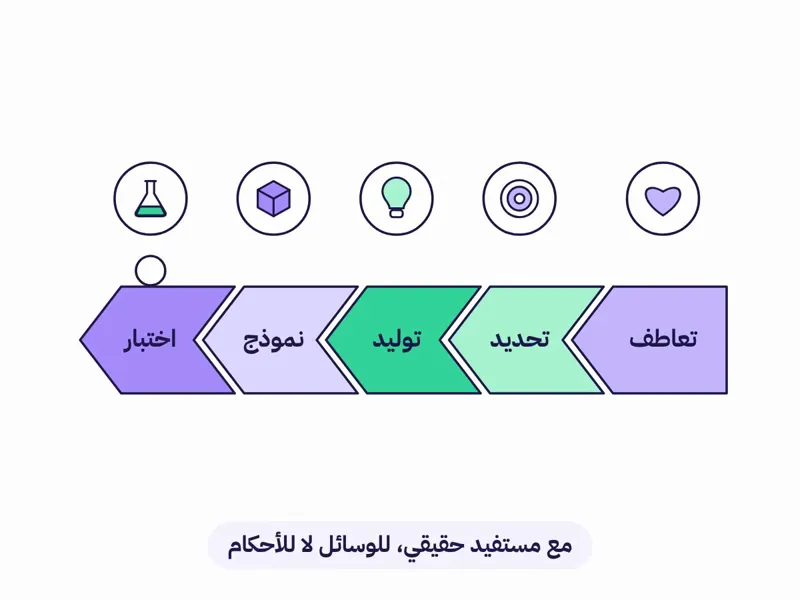 تعاطف
تحديد
توليد
نموذج
اختبار
مع مستفيد حقيقي، للوسائل لا للأحكام